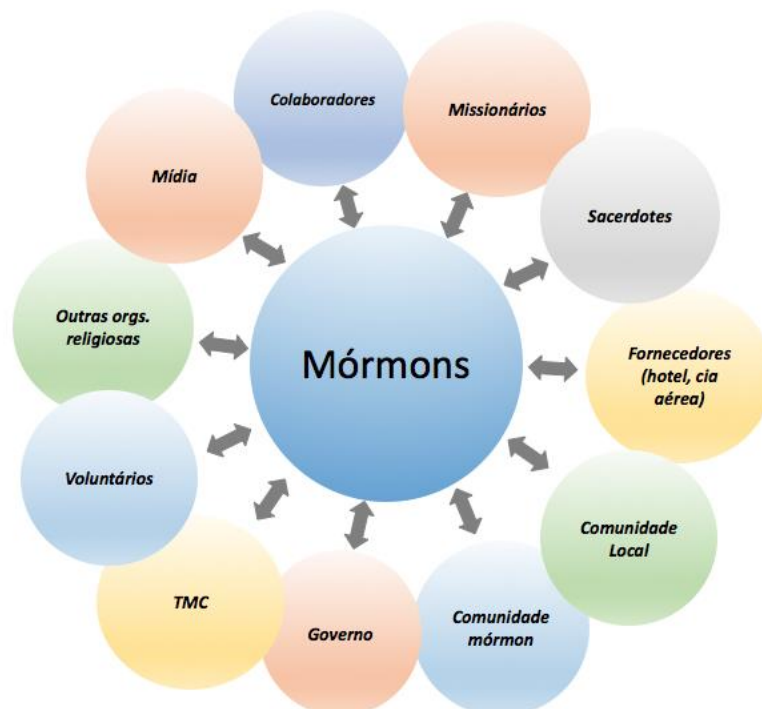 Colaboradores
Missionários
Sacerdotes
Fornecedores
(hotel, cia
aérea)
Comunidade
Local
Comunidade
mórmon
Governo
TMC
Voluntários
Outras orgs.
religiosas
Mídia
Mórmons